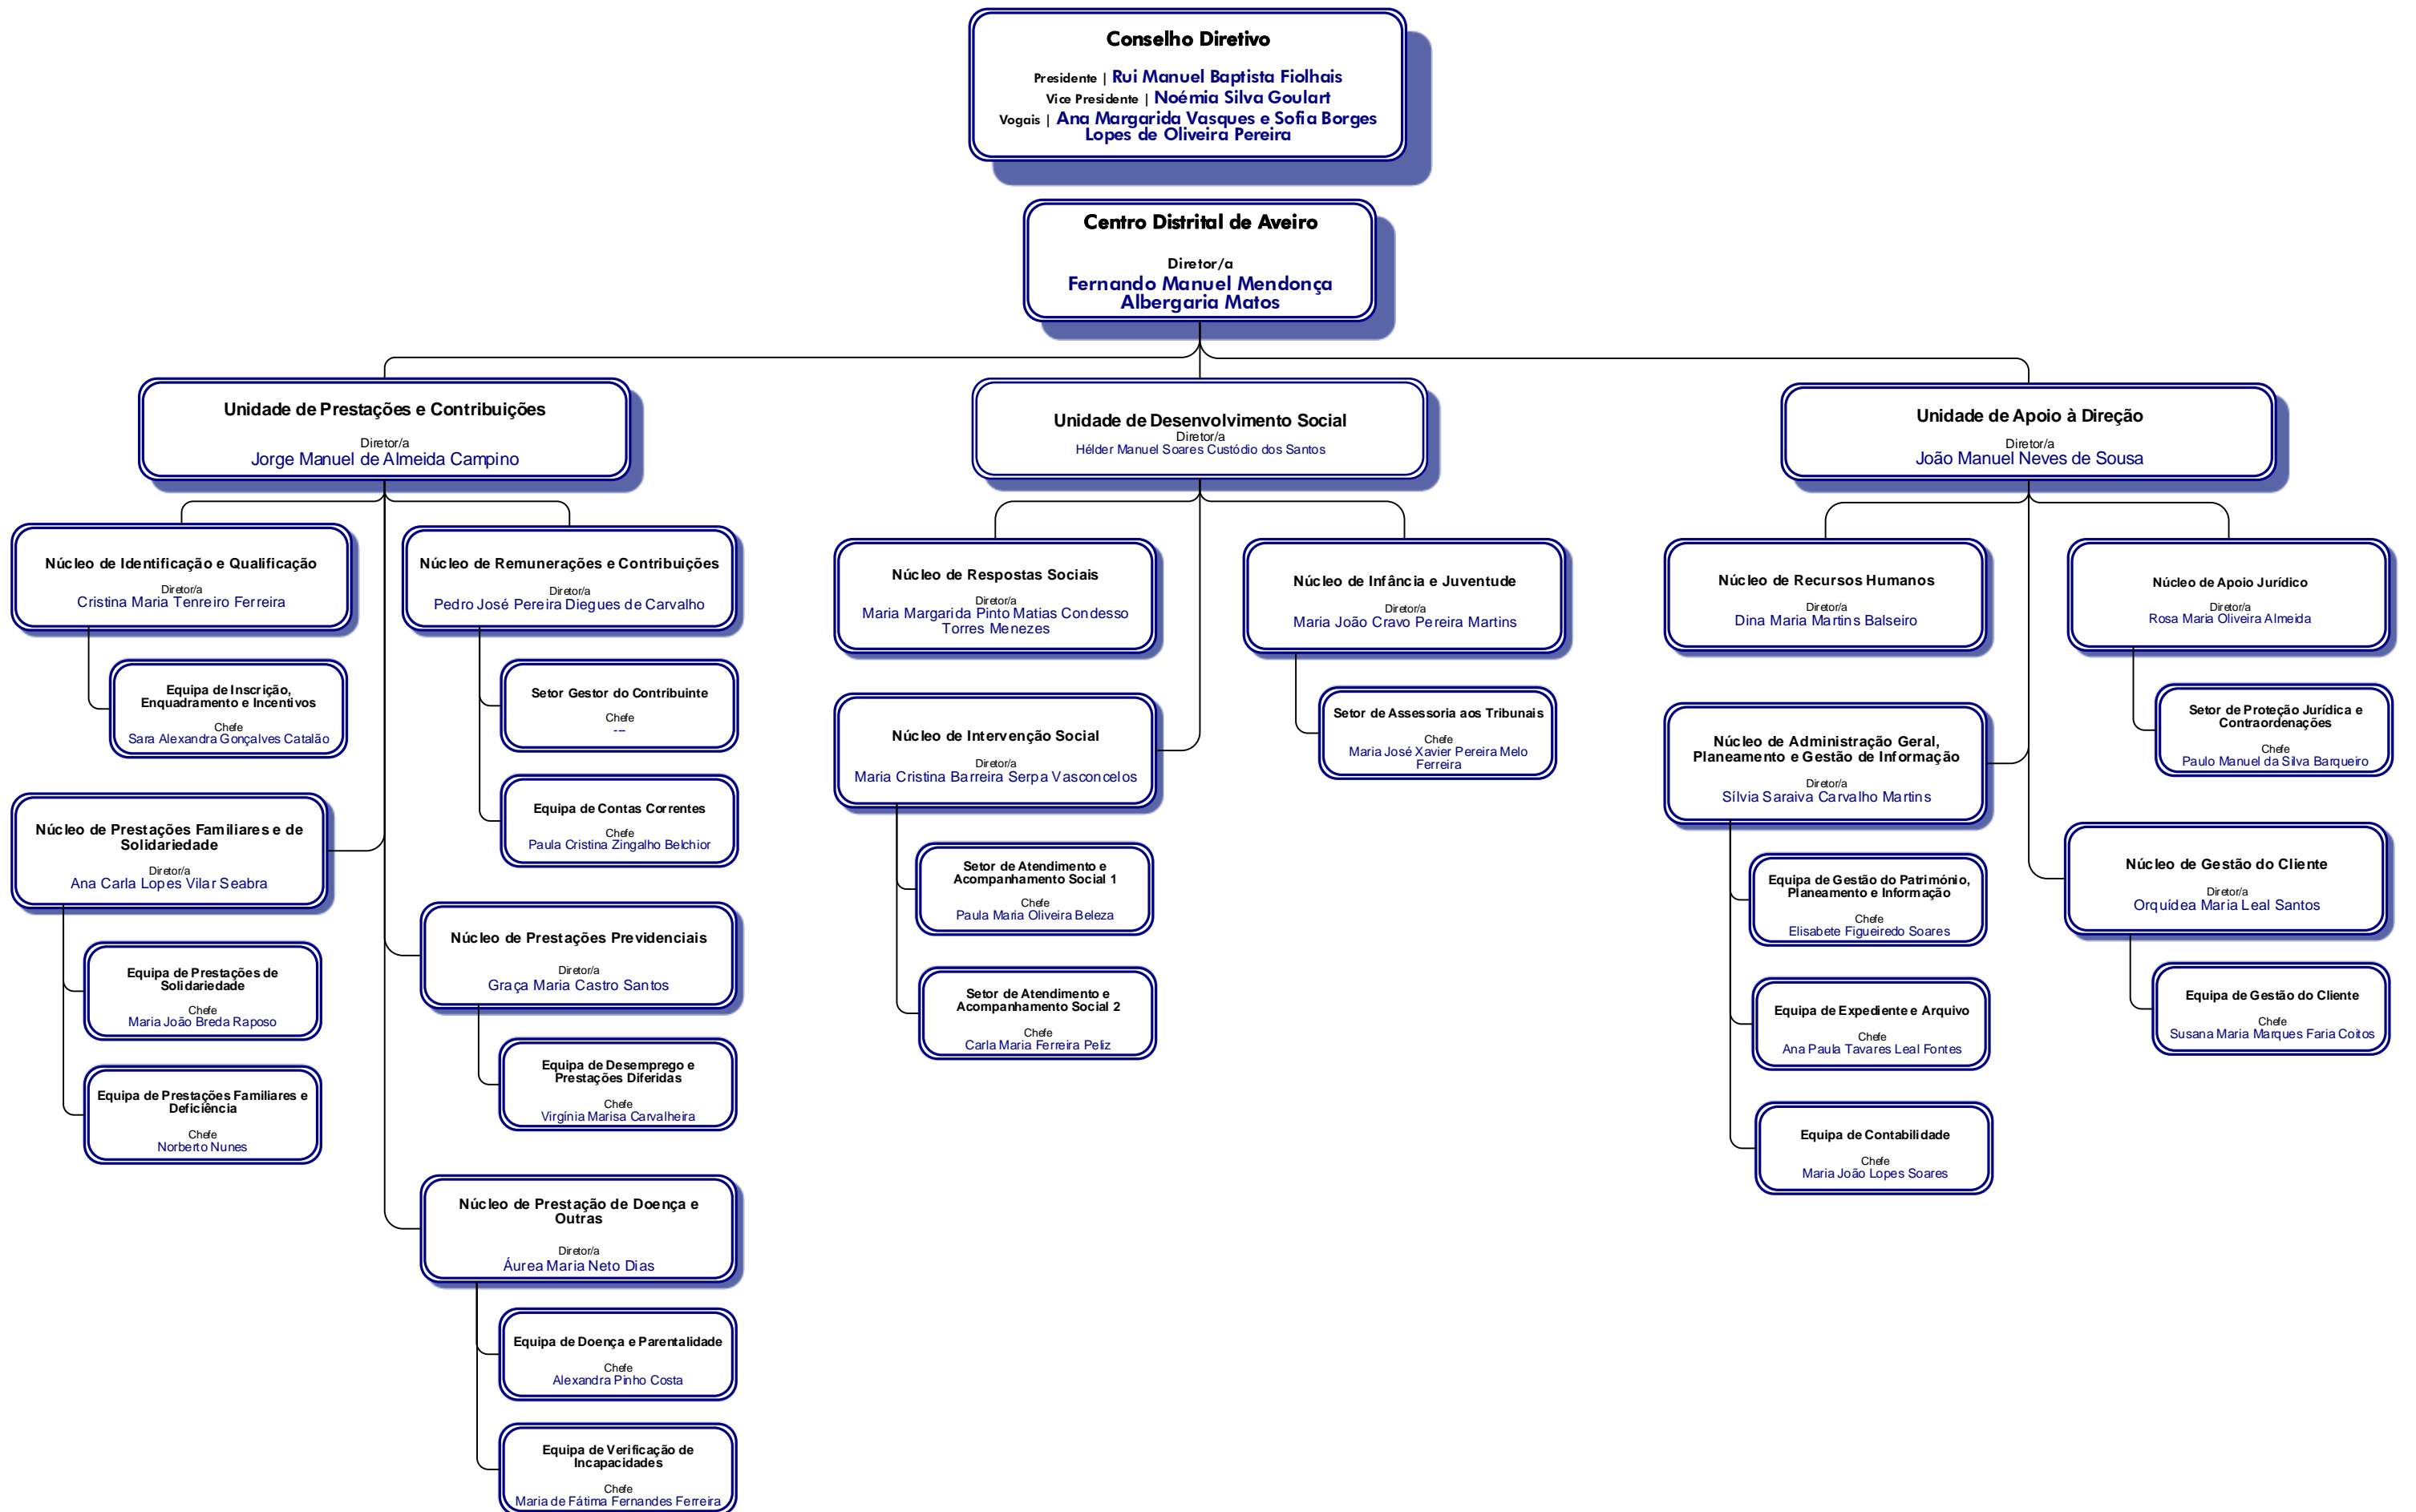 Conselho Diretivo
Presidente | Rui Manuel Baptista Fiolhais
Vice Presidente | Noémia Silva Goulart
Vogais | Ana Margarida Vasques e Sofia Borges
Lopes de Oliveira Pereira
Centro Distrital de Aveiro
Diretor/a
Fernando Manuel Mendonça
Albergaria Matos
Unidade de Prestações e Contribuições
Diretor/a
Jorge Manuel de Almeida Campino
Unidade de Desenvolvimento Social
Diretor/a
Hélder Manuel Soares Custódio dos Santos
Unidade de Apoio à Direção
Diretor/a
João Manuel Neves de Sousa
Núcleo de Identificação e Qualificação
Diretor/a
Cristina Maria Tenreiro Ferreira
Equipa de Inscrição,
Enquadramento e Incentivos
Chefe
Sara Alexandra Gonçalves Catalão
Núcleo de Prestações Familiares e de
Solidariedade
Diretor/a
Ana Carla Lopes Vilar Seabra
Equipa de Prestações de
Solidariedade
Chefe
Maria João Breda Raposo
Equipa de Prestações Familiares e
Deficiência
Chefe
Norberto Nunes
Núcleo de Remunerações e Contribuições
Diretor/a
Pedro José Pereira Diegues de Carvalho
Setor Gestor do Contribuinte
Chefe
---
Equipa de Contas Correntes
Chefe
Paula Cristina Zingalho Belchior
Núcleo de Prestações Previdenciais
Diretor/a
Graça Maria Castro Santos
Equipa de Desemprego e
Prestações Diferidas
Chefe
Virgínia Marisa Carvalheira
Núcleo de Prestação de Doença e
Outras
Diretor/a
Áurea Maria Neto Dias
Equipa de Doença e Parentalidade
Chefe
Alexandra Pinho Costa
Equipa de Verificação de
Incapacidades
Chefe
Maria de Fátima Fernandes Ferreira
Núcleo de Respostas Sociais
Diretor/a
Maria Margarida Pinto Matias Condesso
Torres Menezes
Núcleo de Intervenção Social
Diretor/a
Maria Cristina Barreira Serpa Vasconcelos
Setor de Atendimento e
Acompanhamento Social 1
Chefe
Paula Maria Oliveira Beleza
Setor de Atendimento e
Acompanhamento Social 2
Chefe
Carla Maria Ferreira Peliz
Núcleo de Infância e Juventude
Diretor/a
Maria João Cravo Pereira Martins
Setor de Assessoria aos Tribunais
Chefe
Maria José Xavier Pereira Melo
Ferreira
Núcleo de Recursos Humanos
Diretor/a
Dina Maria Martins Balseiro
Núcleo de Administração Geral,
Planeamento e Gestão de Informação
Diretor/a
Sílvia Saraiva Carvalho Martins
Equipa de Gestão do Património,
Planeamento e Informação
Chefe
Elisabete Figueiredo Soares
Equipa de Expediente e Arquivo
Chefe
Ana Paula Tavares Leal Fontes
Equipa de Contabilidade
Chefe
Maria João Lopes Soares
Núcleo de Apoio Jurídico
Diretor/a
Rosa Maria Oliveira Almeida
Setor de Proteção Jurídica e
Contraordenações
Chefe
Paulo Manuel da Silva Barqueiro
Núcleo de Gestão do Cliente
Diretor/a
Orquídea Maria Leal Santos
Equipa de Gestão do Cliente
Chefe
Susana Maria Marques Faria Coitos